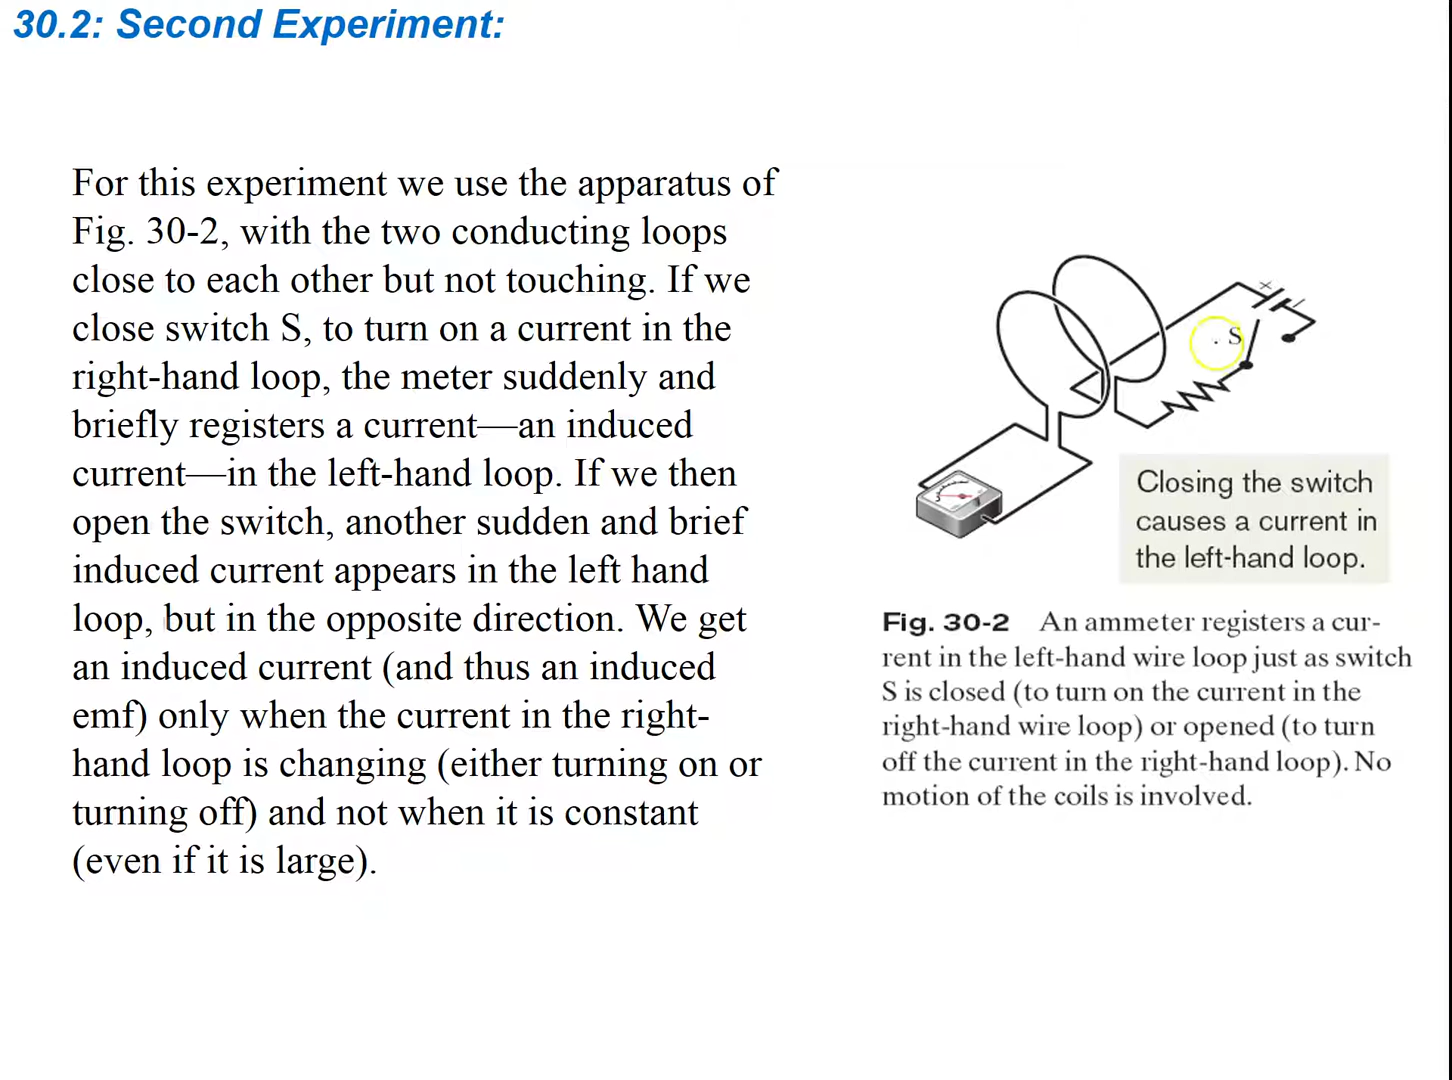 30.2: Second Experiment:
For this experiment we use the apparatus of
Fig. 30-2, with the two conducting loops
close to each other but not touching. If we
close switch S, to turn on a current in the
right-hand loop, the meter suddenly and
briefly registers a current—an induced
current—in the left-hand loop. If we then
open the switch, another sudden and brief
induced current appears in the left hand
loop, but in the opposite direction. We get
an induced current (and thus an induced
emf) only when the current in the right-
hand loop is changing (either turning on or
turning off) and not when it is constant
(even if it is large).
+ –
S
Closing the switch
causes a current in
the left-hand loop.
Fig. 30-2 An ammeter registers a cur-
rent in the left-hand wire loop just as switch
S is closed (to turn on the current in the
right-hand wire loop) or opened (to turn
off the current in the right-hand loop). No
motion of the coils is involved.